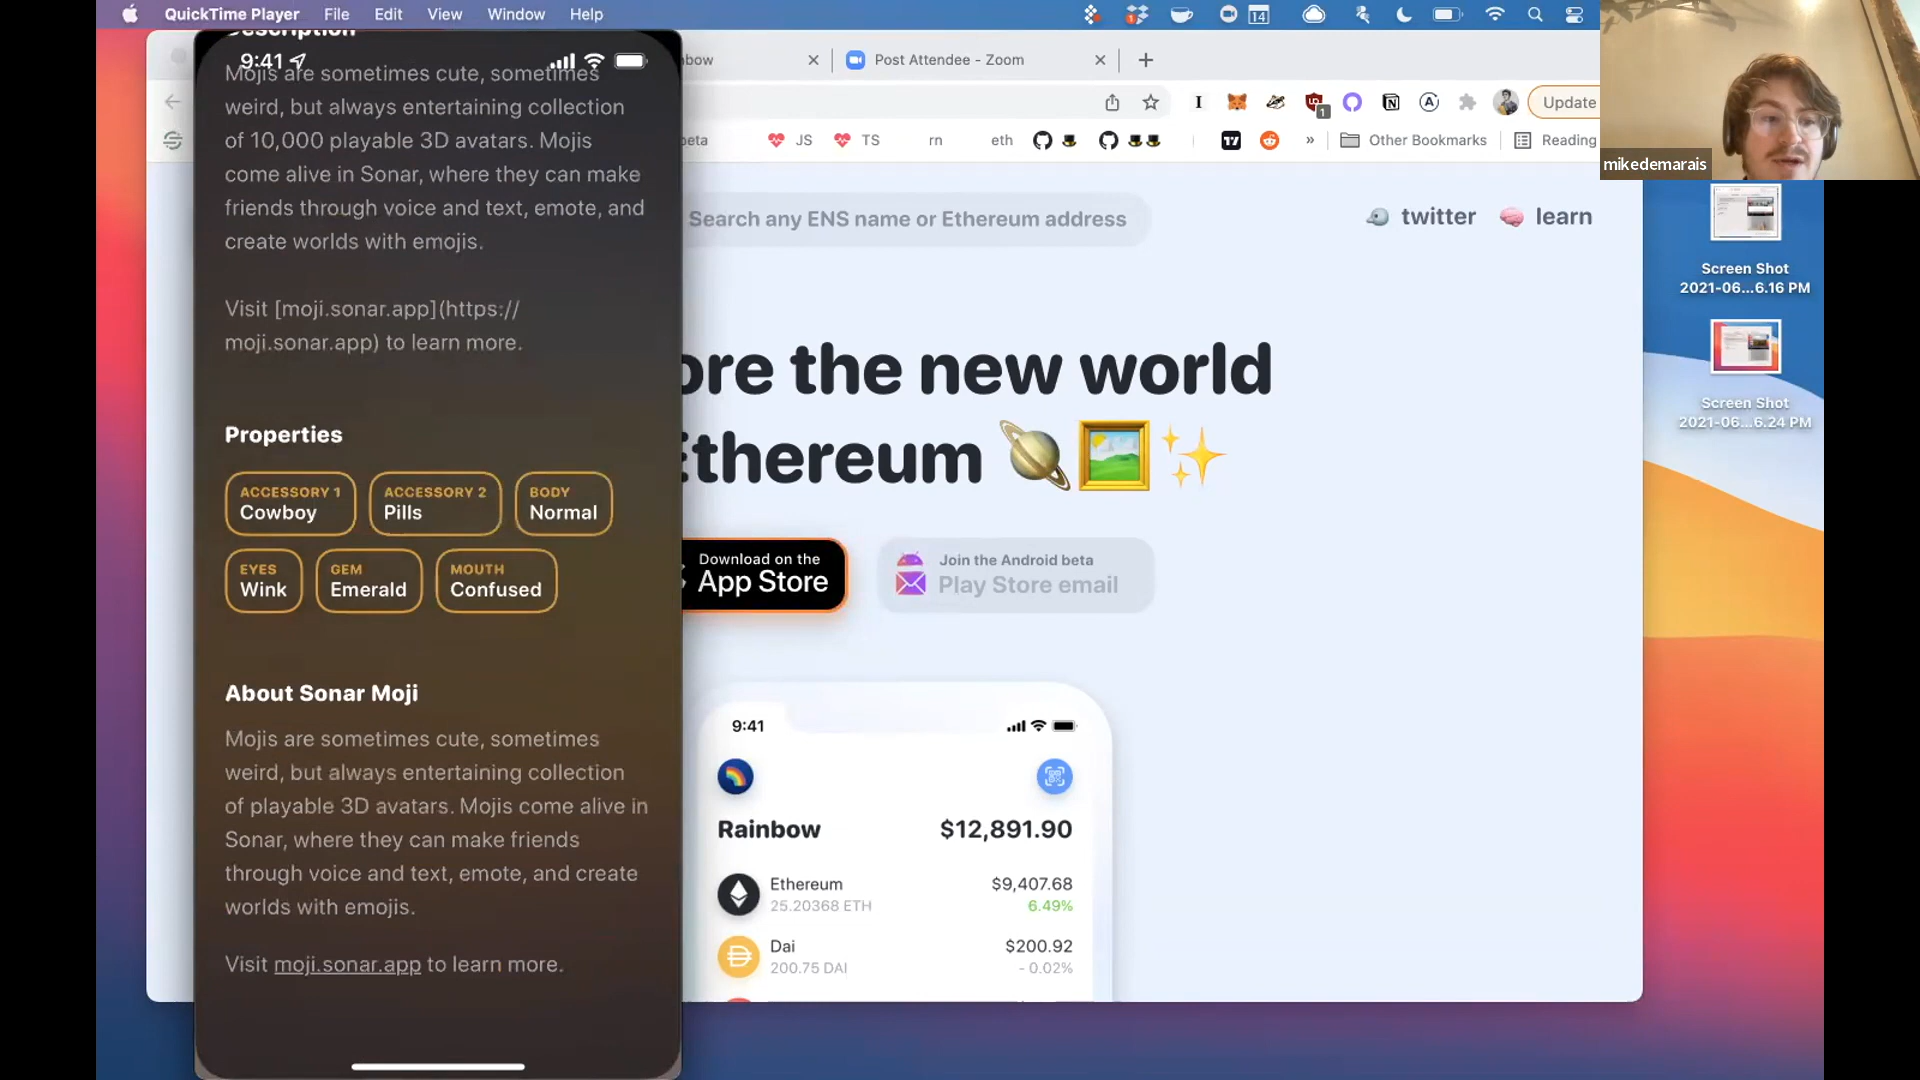 QuickTime Player File Edit View Window Help
14
1
Description
9:41
Mojis are sometimes cute, sometimes
weird, but always entertaining collection
of 10,000 playable 3D avatars. Mojis
come alive in Sonar, where they can make
friends through voice and text, emote, and
create worlds with emojis.
Visit [moji.sonar.app](https://
moji.sonar.app) to learn more.
Properties
ACCESSORY 1
Cowboy
ACCESSORY 2
Pills
BODY
Normal
EYES
Wink
GEM
Emerald
MOUTH
Confused
About Sonar Moji
Mojis are sometimes cute, sometimes
weird, but always entertaining collection
of playable 3D avatars. Mojis come alive in
Sonar, where they can make friends
through voice and text, emote, and create
worlds with emojis.
Visit moji.sonar.app to learn more.
bow
Post Attendee - Zoom
1
Update
beta
JS
TS
rn
eth
Other Bookmarks
Reading
Search any ENS name or Ethereum address
twitter
learn
ore the new world
Ethereum
Download on the
App Store
Join the Android beta
Play Store email
9:41
Rainbow
$12,891.90
Ethereum
$9,407.68
25.20368 ETH
6.49%
Dai
$200.92
200.75 DAI
- 0.02%
mikedemarais
Screen Shot
2021-06...6.16 PM
Screen Shot
2021-06...6.24 PM